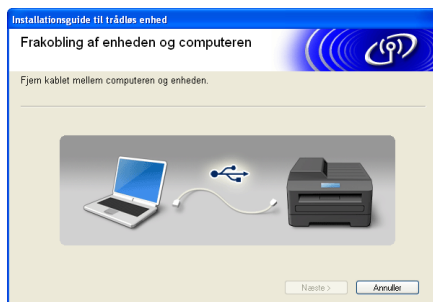 Installationsguide til trådløs enhed
Frakobling af enheden og computeren
Fjern kablet mellem computeren og enheden.
Næste >
Annuller